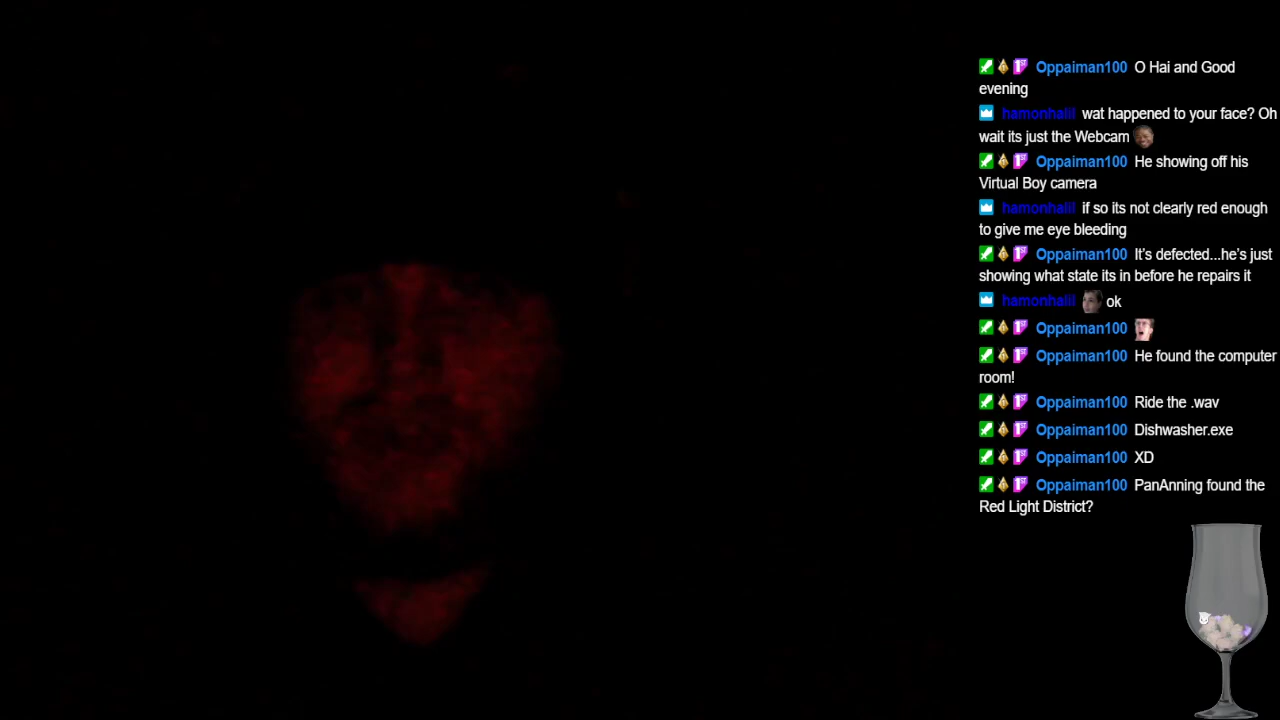 Oppaiman100 O Hai and Good
evening
hamonhalil wat happened to your face? Oh
wait its just the Webcam
Oppaiman100 He showing off his
Virtual Boy camera
hamonhalil if so its not clearly red enough
to give me eye bleeding
Oppaiman100 It's defected...he's just
showing what state its in before he repairs it
hamonhalil ok
Oppaiman100
Oppaiman100 He found the computer
room!
Oppaiman100 Ride the .wav
Oppaiman100 Dishwasher.exe
Oppaiman100 XD
Oppaiman100 PanAnning found the
Red Light District?